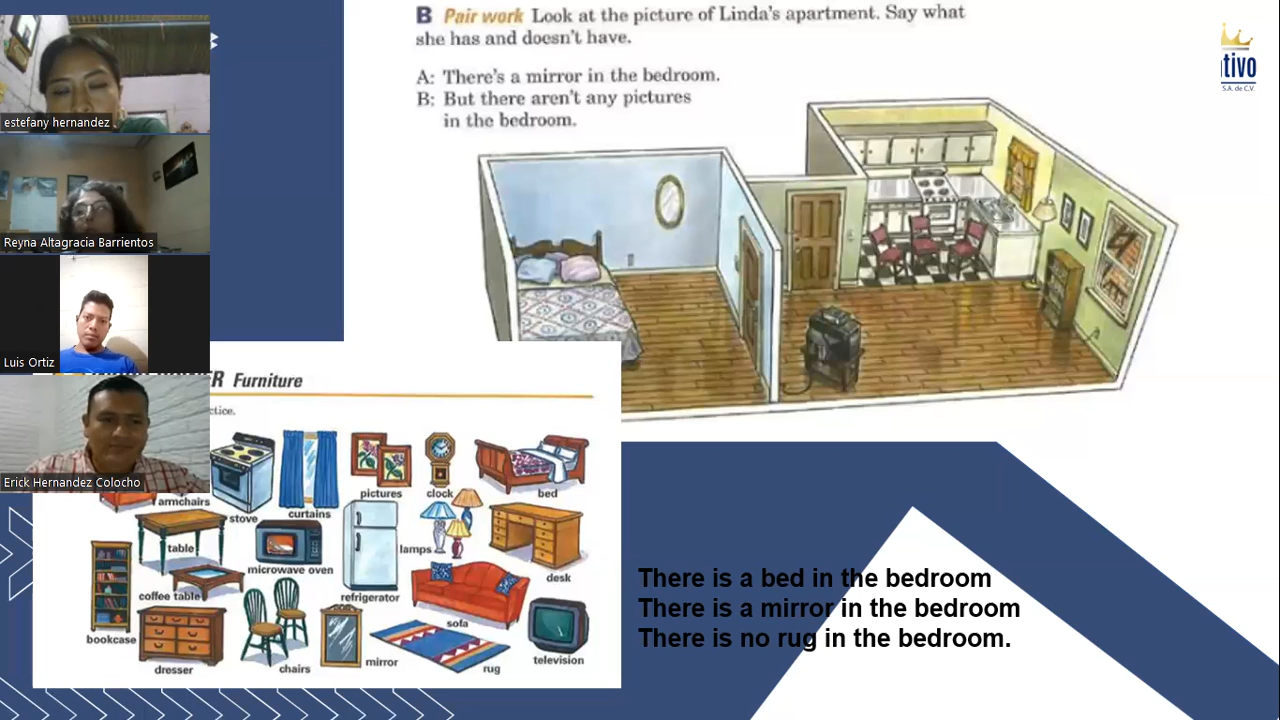 estefany hernandez
Reyna Altagracia Barrientos
Luis Ortiz
Erick Hernandez Colocho
B Pair work Look at the picture of Linda's apartment. Say what
she has and doesn't have.
A: There's a mirror in the bedroom.
B: But there aren't any pictures
in the bedroom.
tivo
S.A. de C.V.
Furniture
armchairs
stove
curtains
pictures
clock
bed
table
microwave oven
lamps
desk
coffee table
refrigerator
sofa
bookcase
dresser
chairs
mirror
rug
television
There is a bed in the bedroom
There is a mirror in the bedroom
There is no rug in the bedroom.